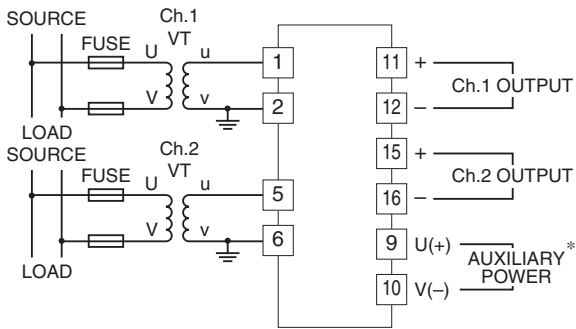 SOURCE
Ch.1
VT
FUSE
U
u
V
v
LOAD
1
2
11
+
12
–
Ch.1 OUTPUT
SOURCE
Ch.2
VT
FUSE
U
u
V
v
LOAD
5
6
15
+
16
–
Ch.2 OUTPUT
9
U(+)
10
V(–)
AUXILIARY*
POWER